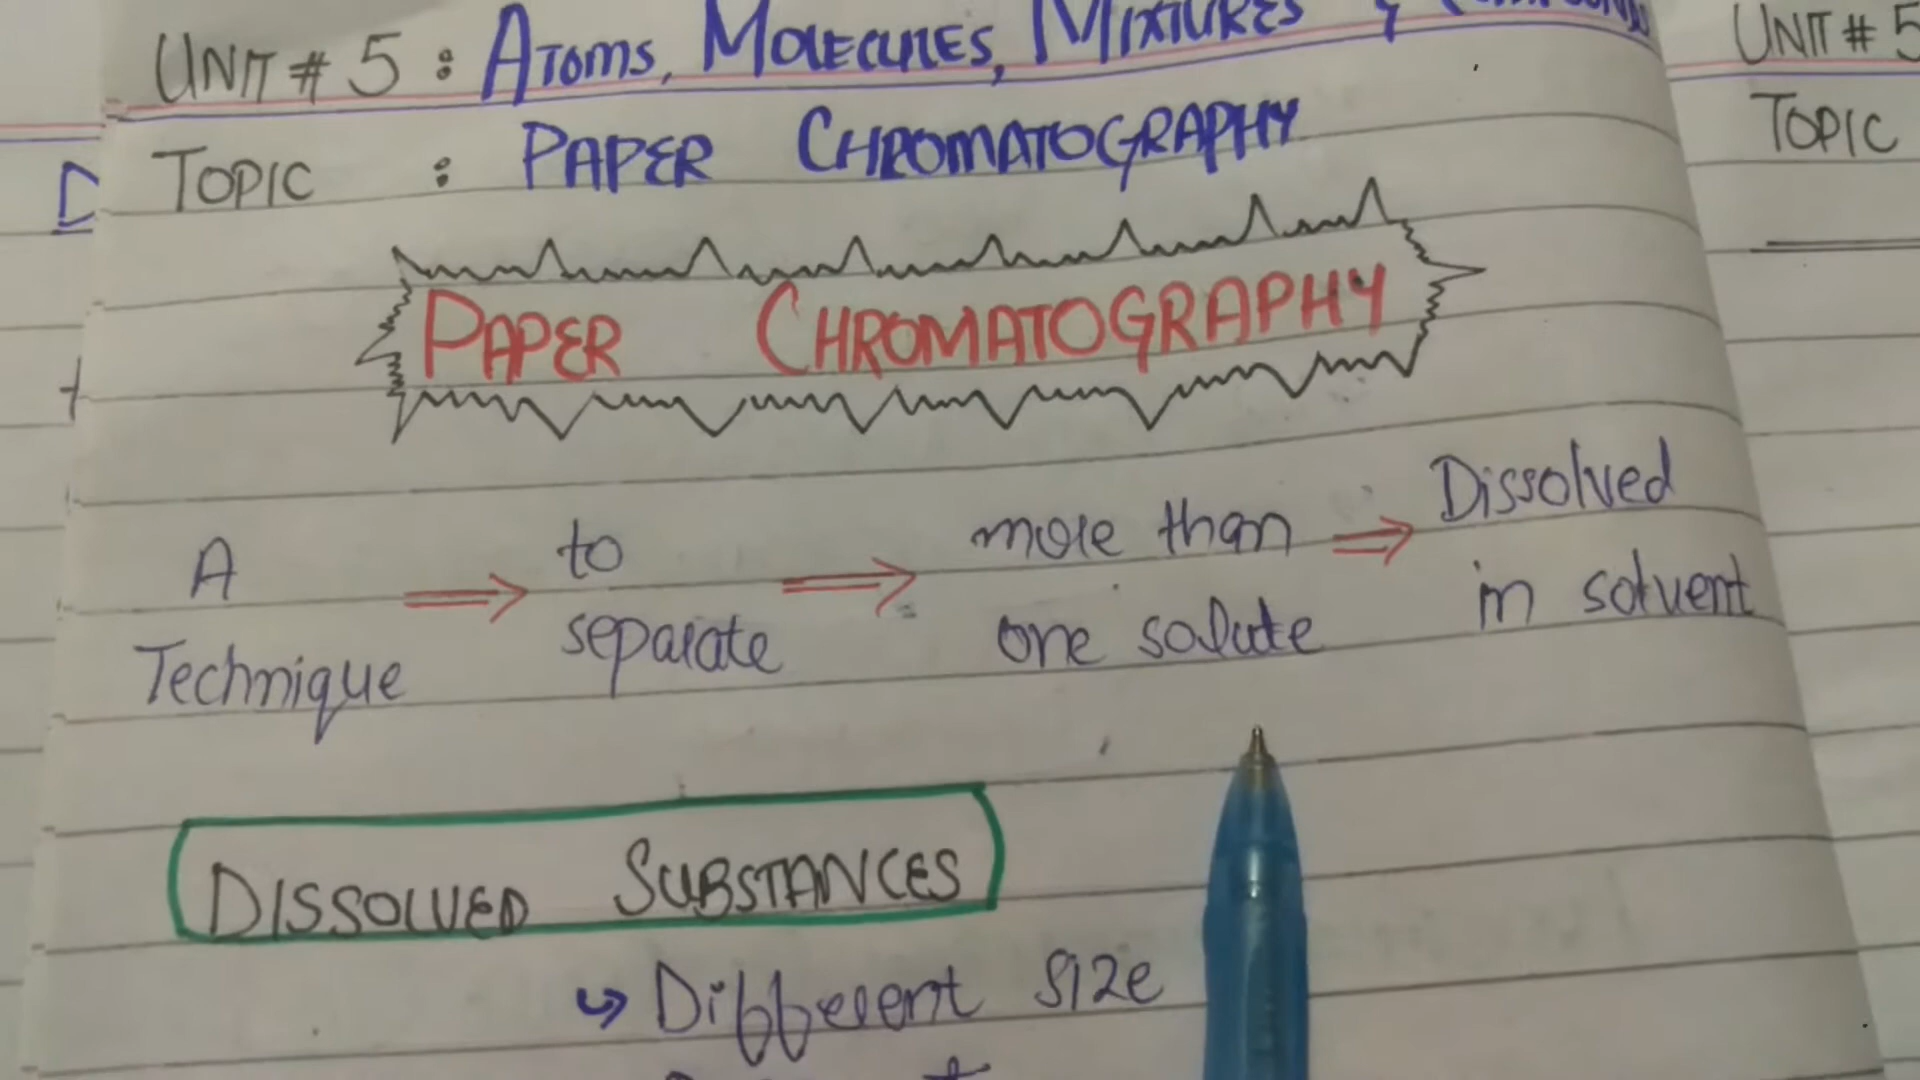 UNIT # 5 : ATOMS, MOLECULES, MIXTURES &
TOPIC : PAPER CHROMATOGRAPHY
PAPER CHROMATOGRAPHY
A Technique ⇒ to separate ⇒ more than one solute ⇒ Dissolved in solvent
DISSOLVED SUBSTANCES
↪ Different size
UNIT # 5
TOPIC
D